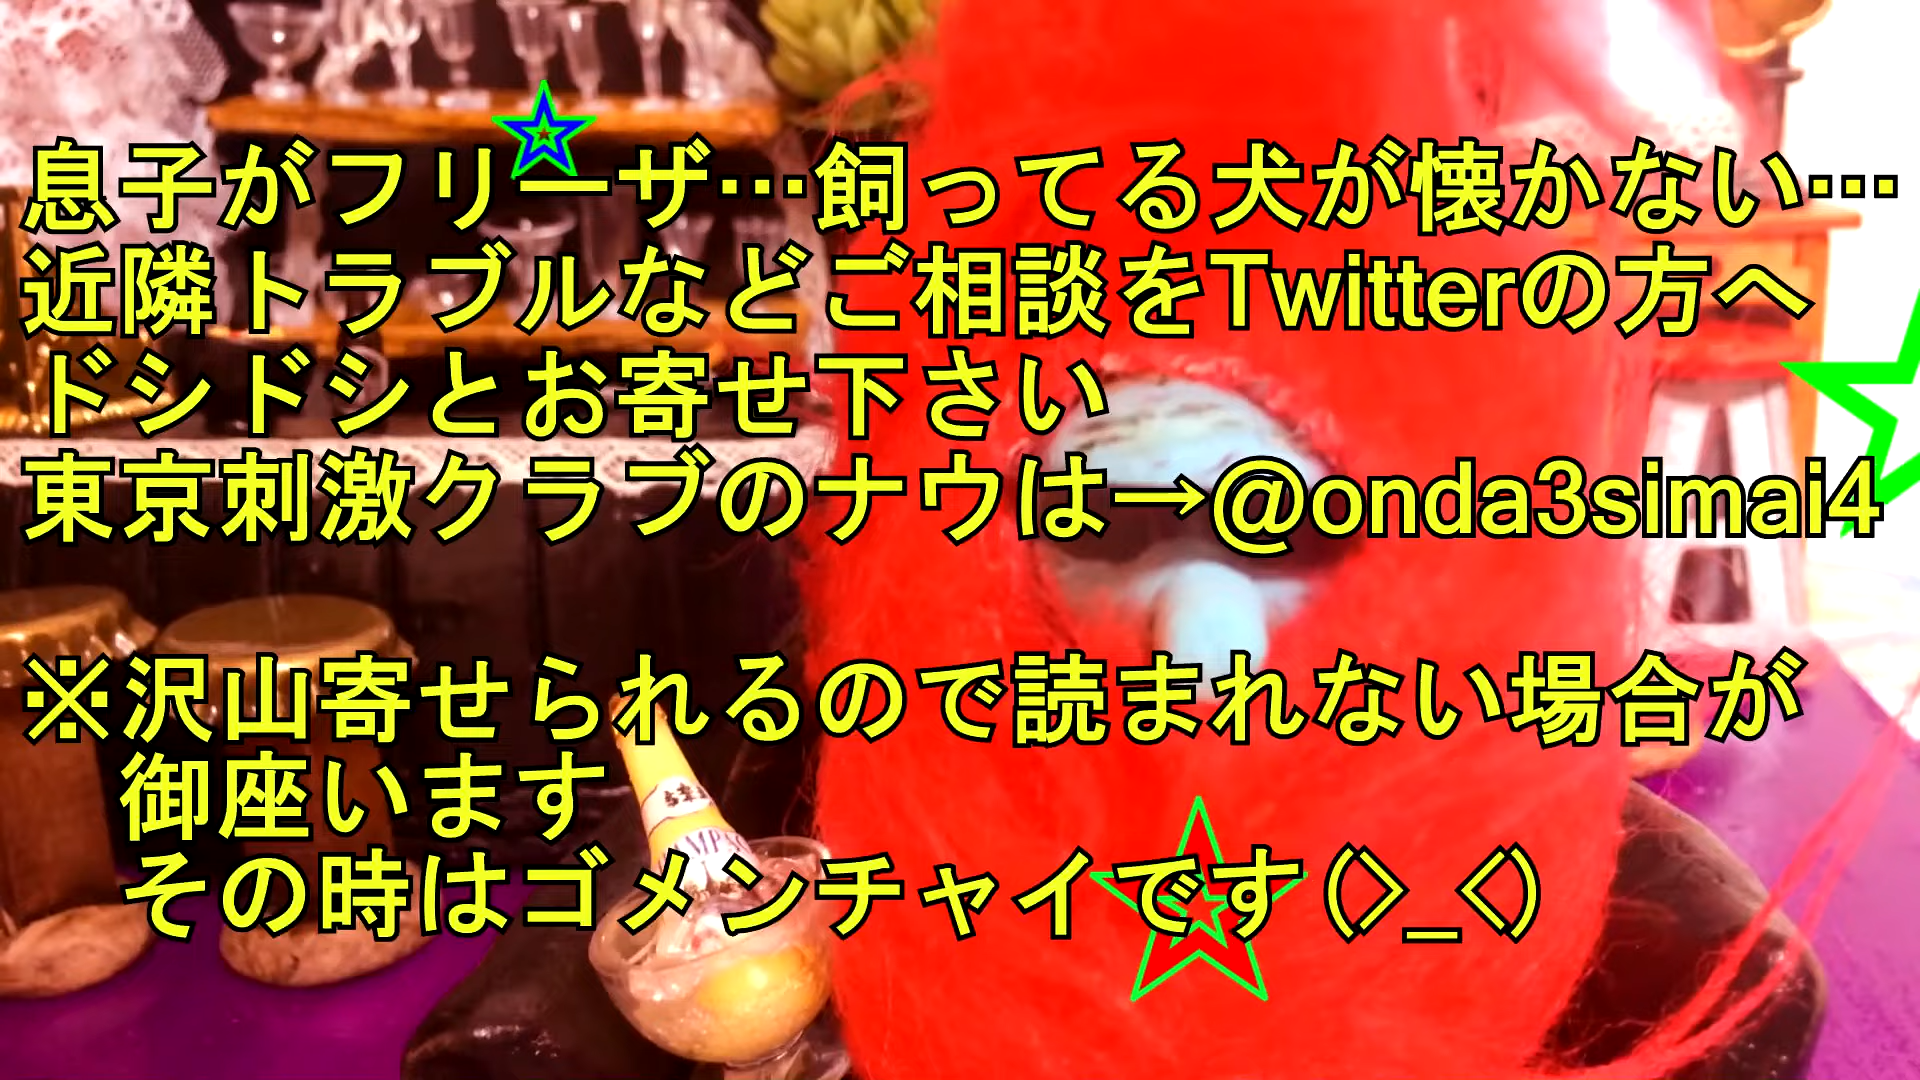 息子がフリーザ…飼ってる犬が懐かない…
近隣トラブルなどご相談をTwitterの方へ
ドシドシとお寄せ下さい
東京刺激クラブのナウは→@onda3simai4
※沢山寄せられるので読まれない場合が
御座います
その時はゴメンチャイです(>_<)